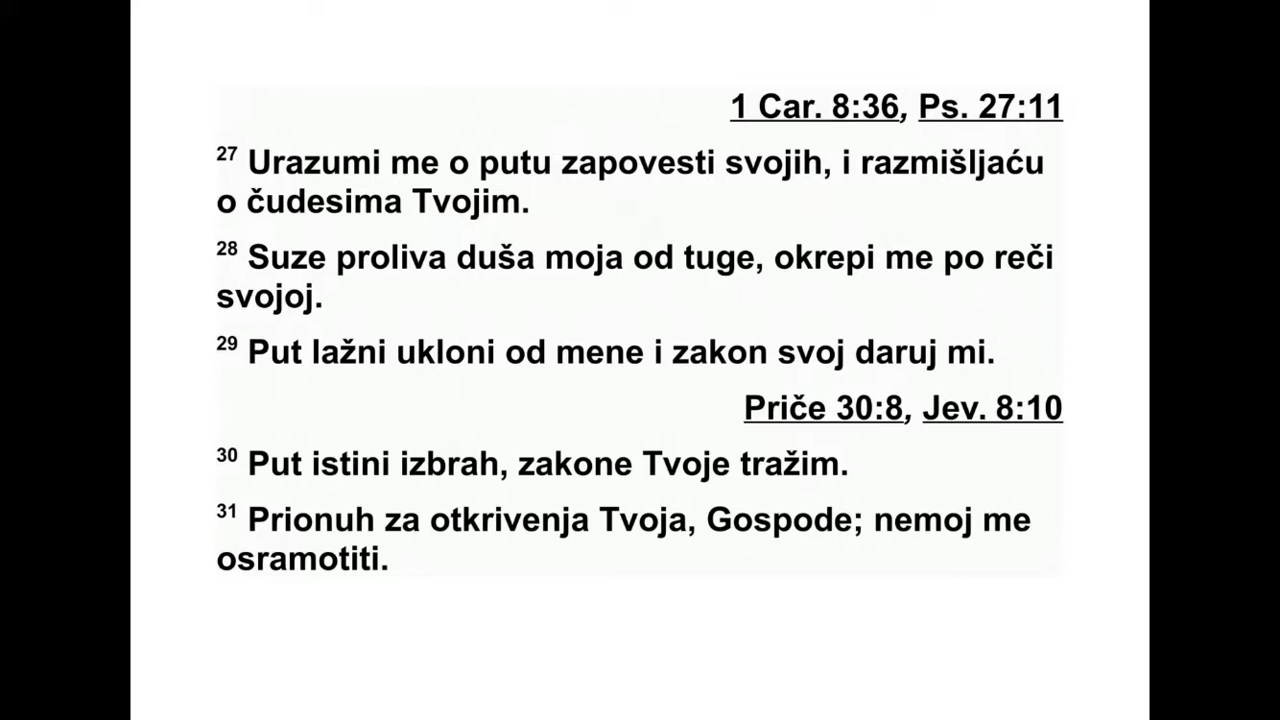 1 Car. 8:36, Ps. 27:11
27 Urazumi me o putu zapovesti svojih, i razmišljaću
o čudesima Tvojim.
28 Suze proliva duša moja od tuge, okrepi me po reči
svojoj.
29 Put lažni ukloni od mene i zakon svoj daruj mi.
Priče 30:8, Jev. 8:10
30 Put istini izbrah, zakone Tvoje tražim.
31 Prionuh za otkrivenja Tvoja, Gospode; nemoj me
osramotiti.